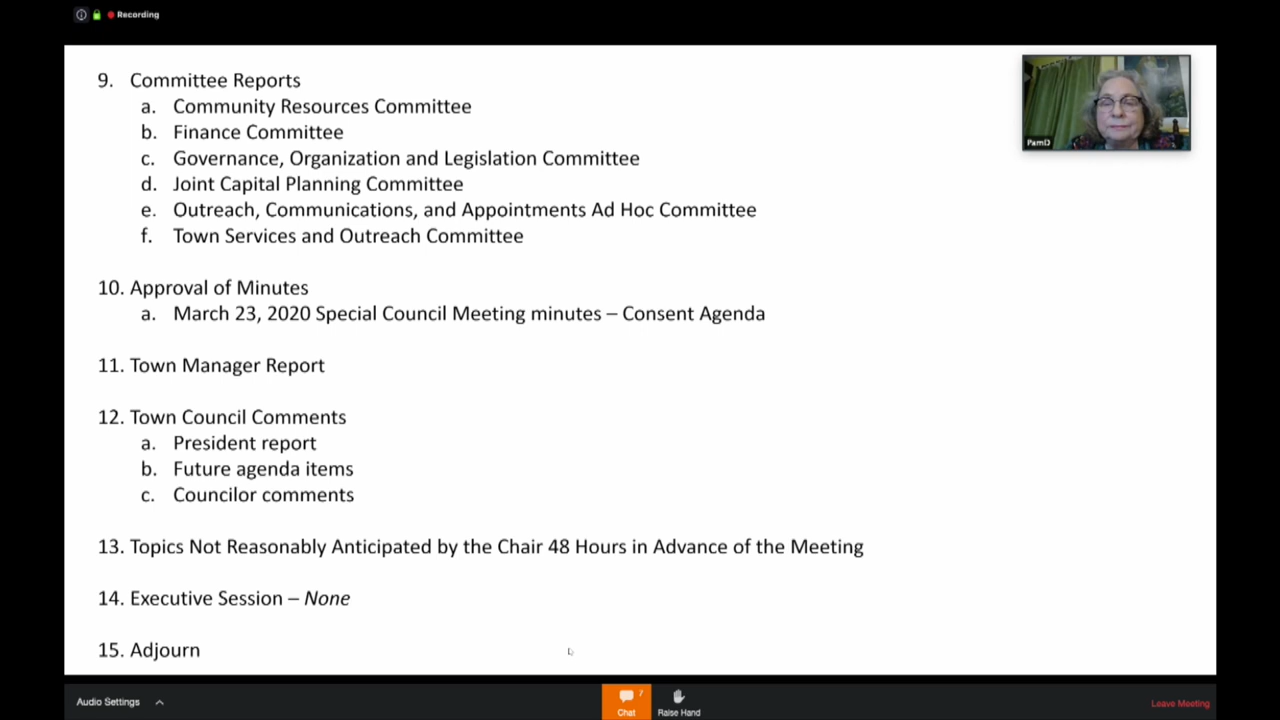 Recording
9. Committee Reports
a. Community Resources Committee
b. Finance Committee
c. Governance, Organization and Legislation Committee
d. Joint Capital Planning Committee
e. Outreach, Communications, and Appointments Ad Hoc Committee
f. Town Services and Outreach Committee
PamD
10. Approval of Minutes
a. March 23, 2020 Special Council Meeting minutes – Consent Agenda
11. Town Manager Report
12. Town Council Comments
a. President report
b. Future agenda items
c. Councilor comments
13. Topics Not Reasonably Anticipated by the Chair 48 Hours in Advance of the Meeting
14. Executive Session – None
15. Adjourn
Audio Settings
7
Chat
Raise Hand
Leave Meeting